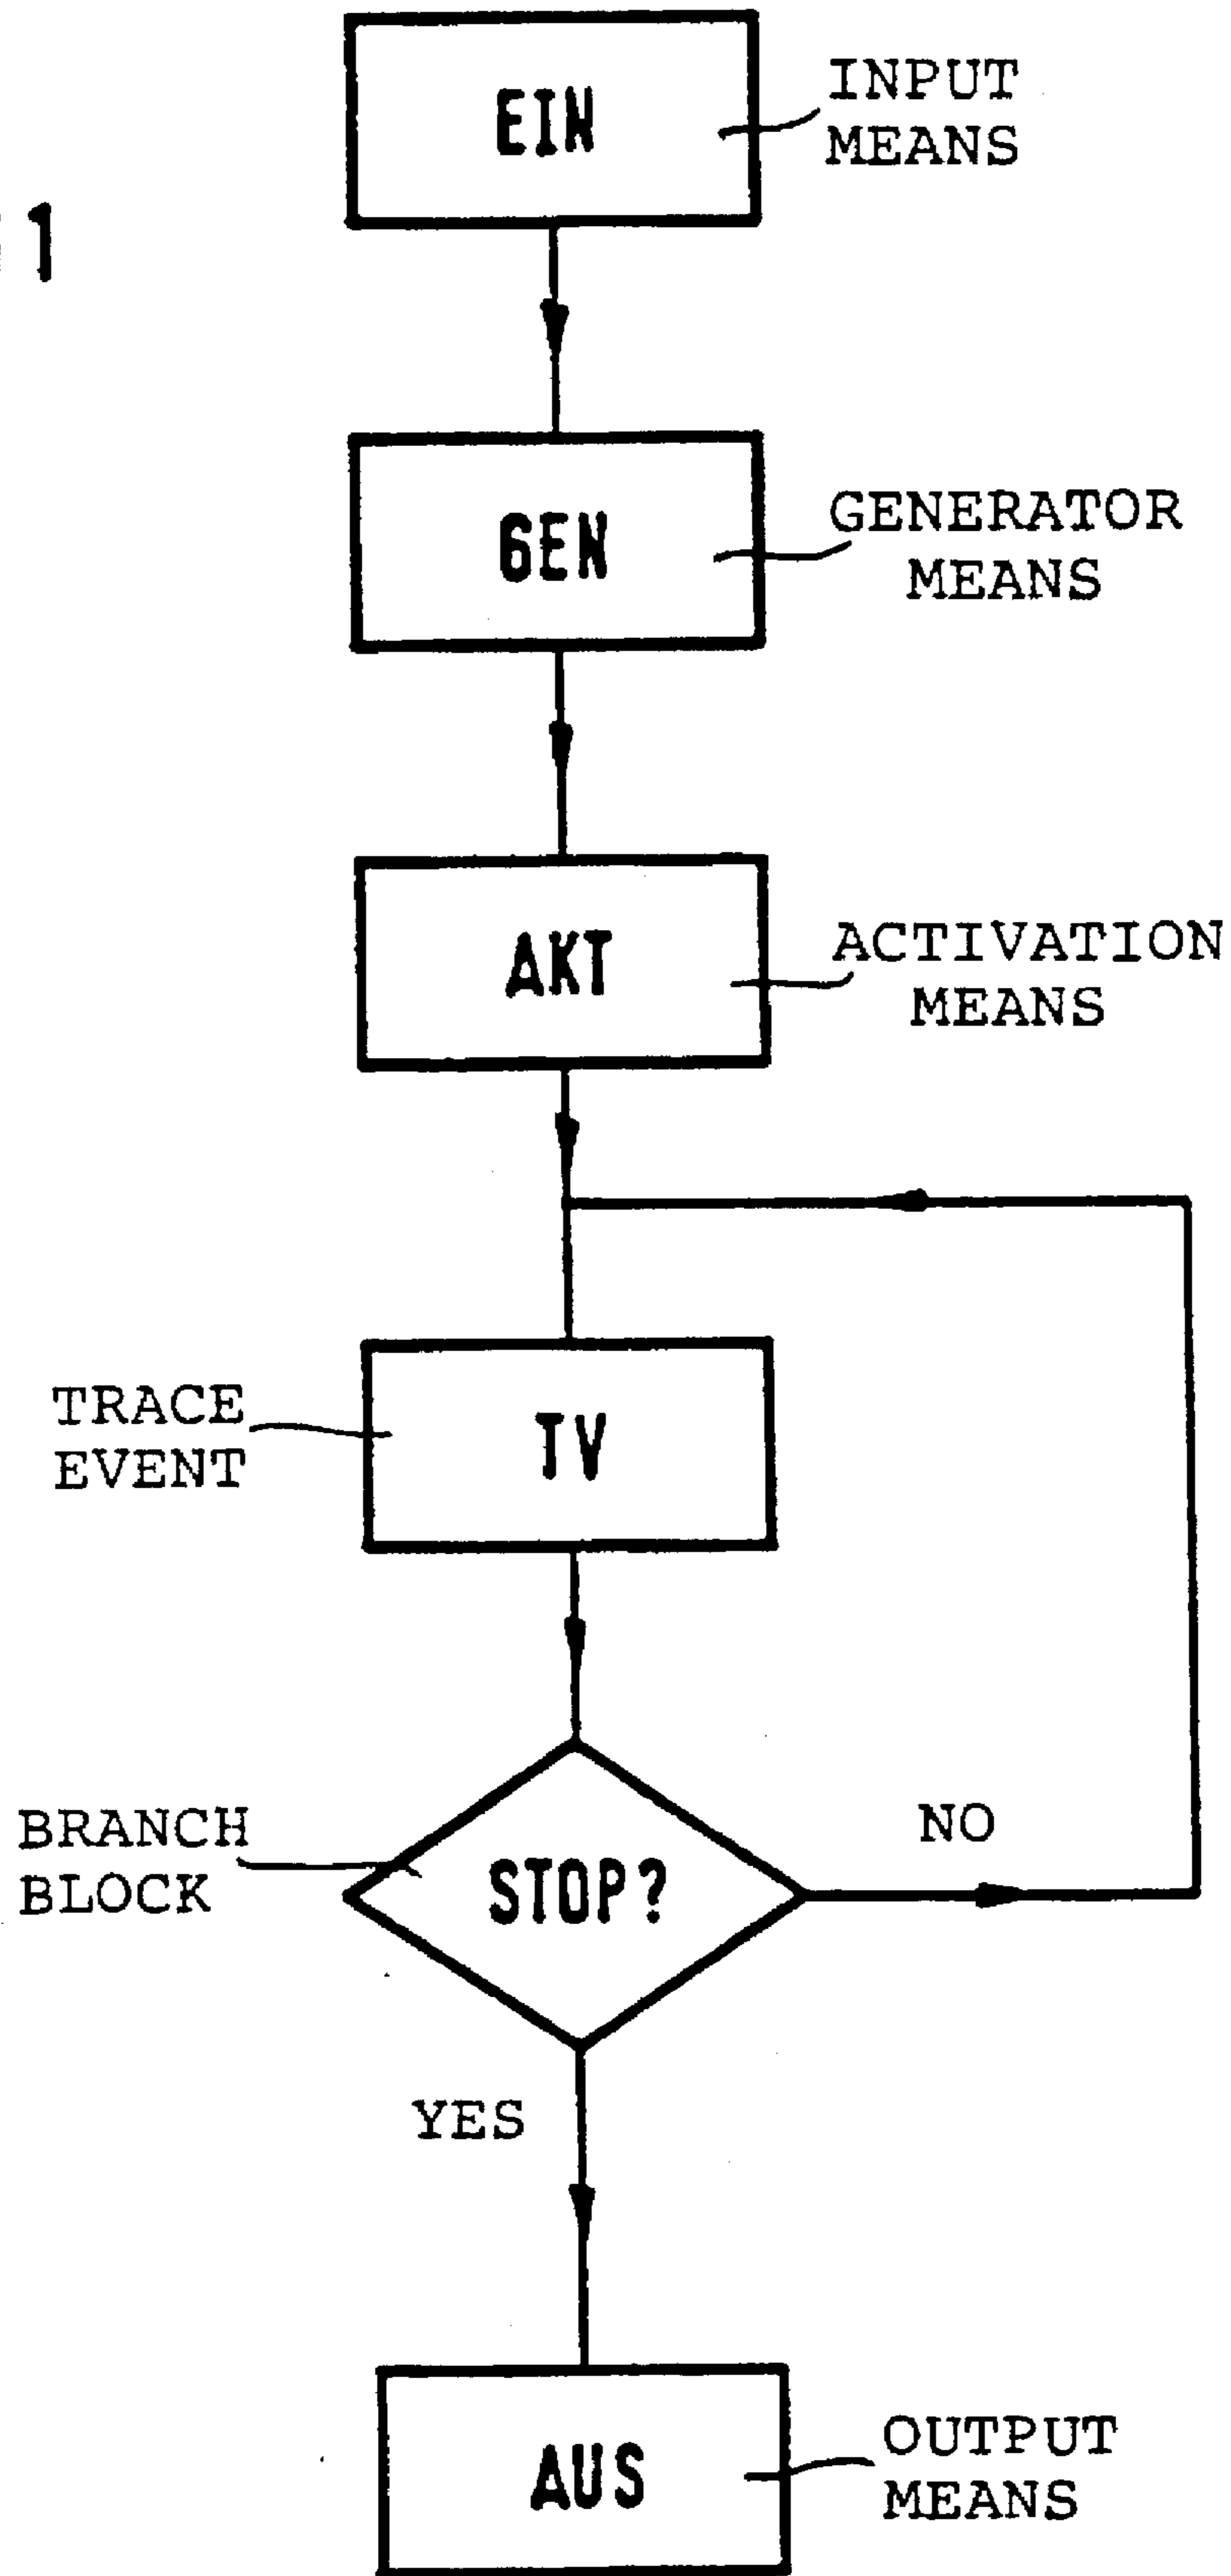 EIN
INPUT
MEANS
1
GEN
GENERATOR
MEANS
AKT
ACTIVATION
MEANS
TRACE
EVENT
TV
BRANCH
BLOCK
STOP?
NO
YES
AUS
OUTPUT
MEANS